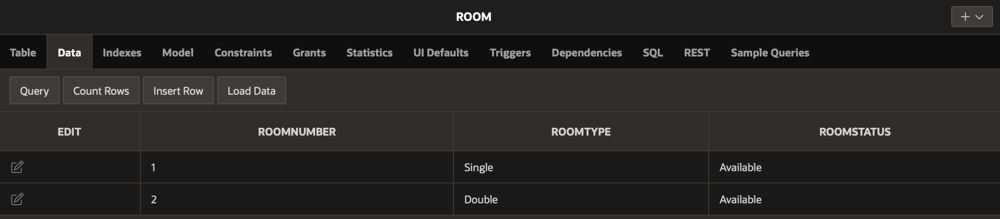 ROOM
Table Data Indexes Model Constraints Grants Statistics UI Defaults Triggers Dependencies SQL REST Sample Queries
Query Count Rows Insert Row Load Data
EDIT ROOMNUMBER ROOMTYPE ROOMSTATUS
1 Single Available
2 Double Available